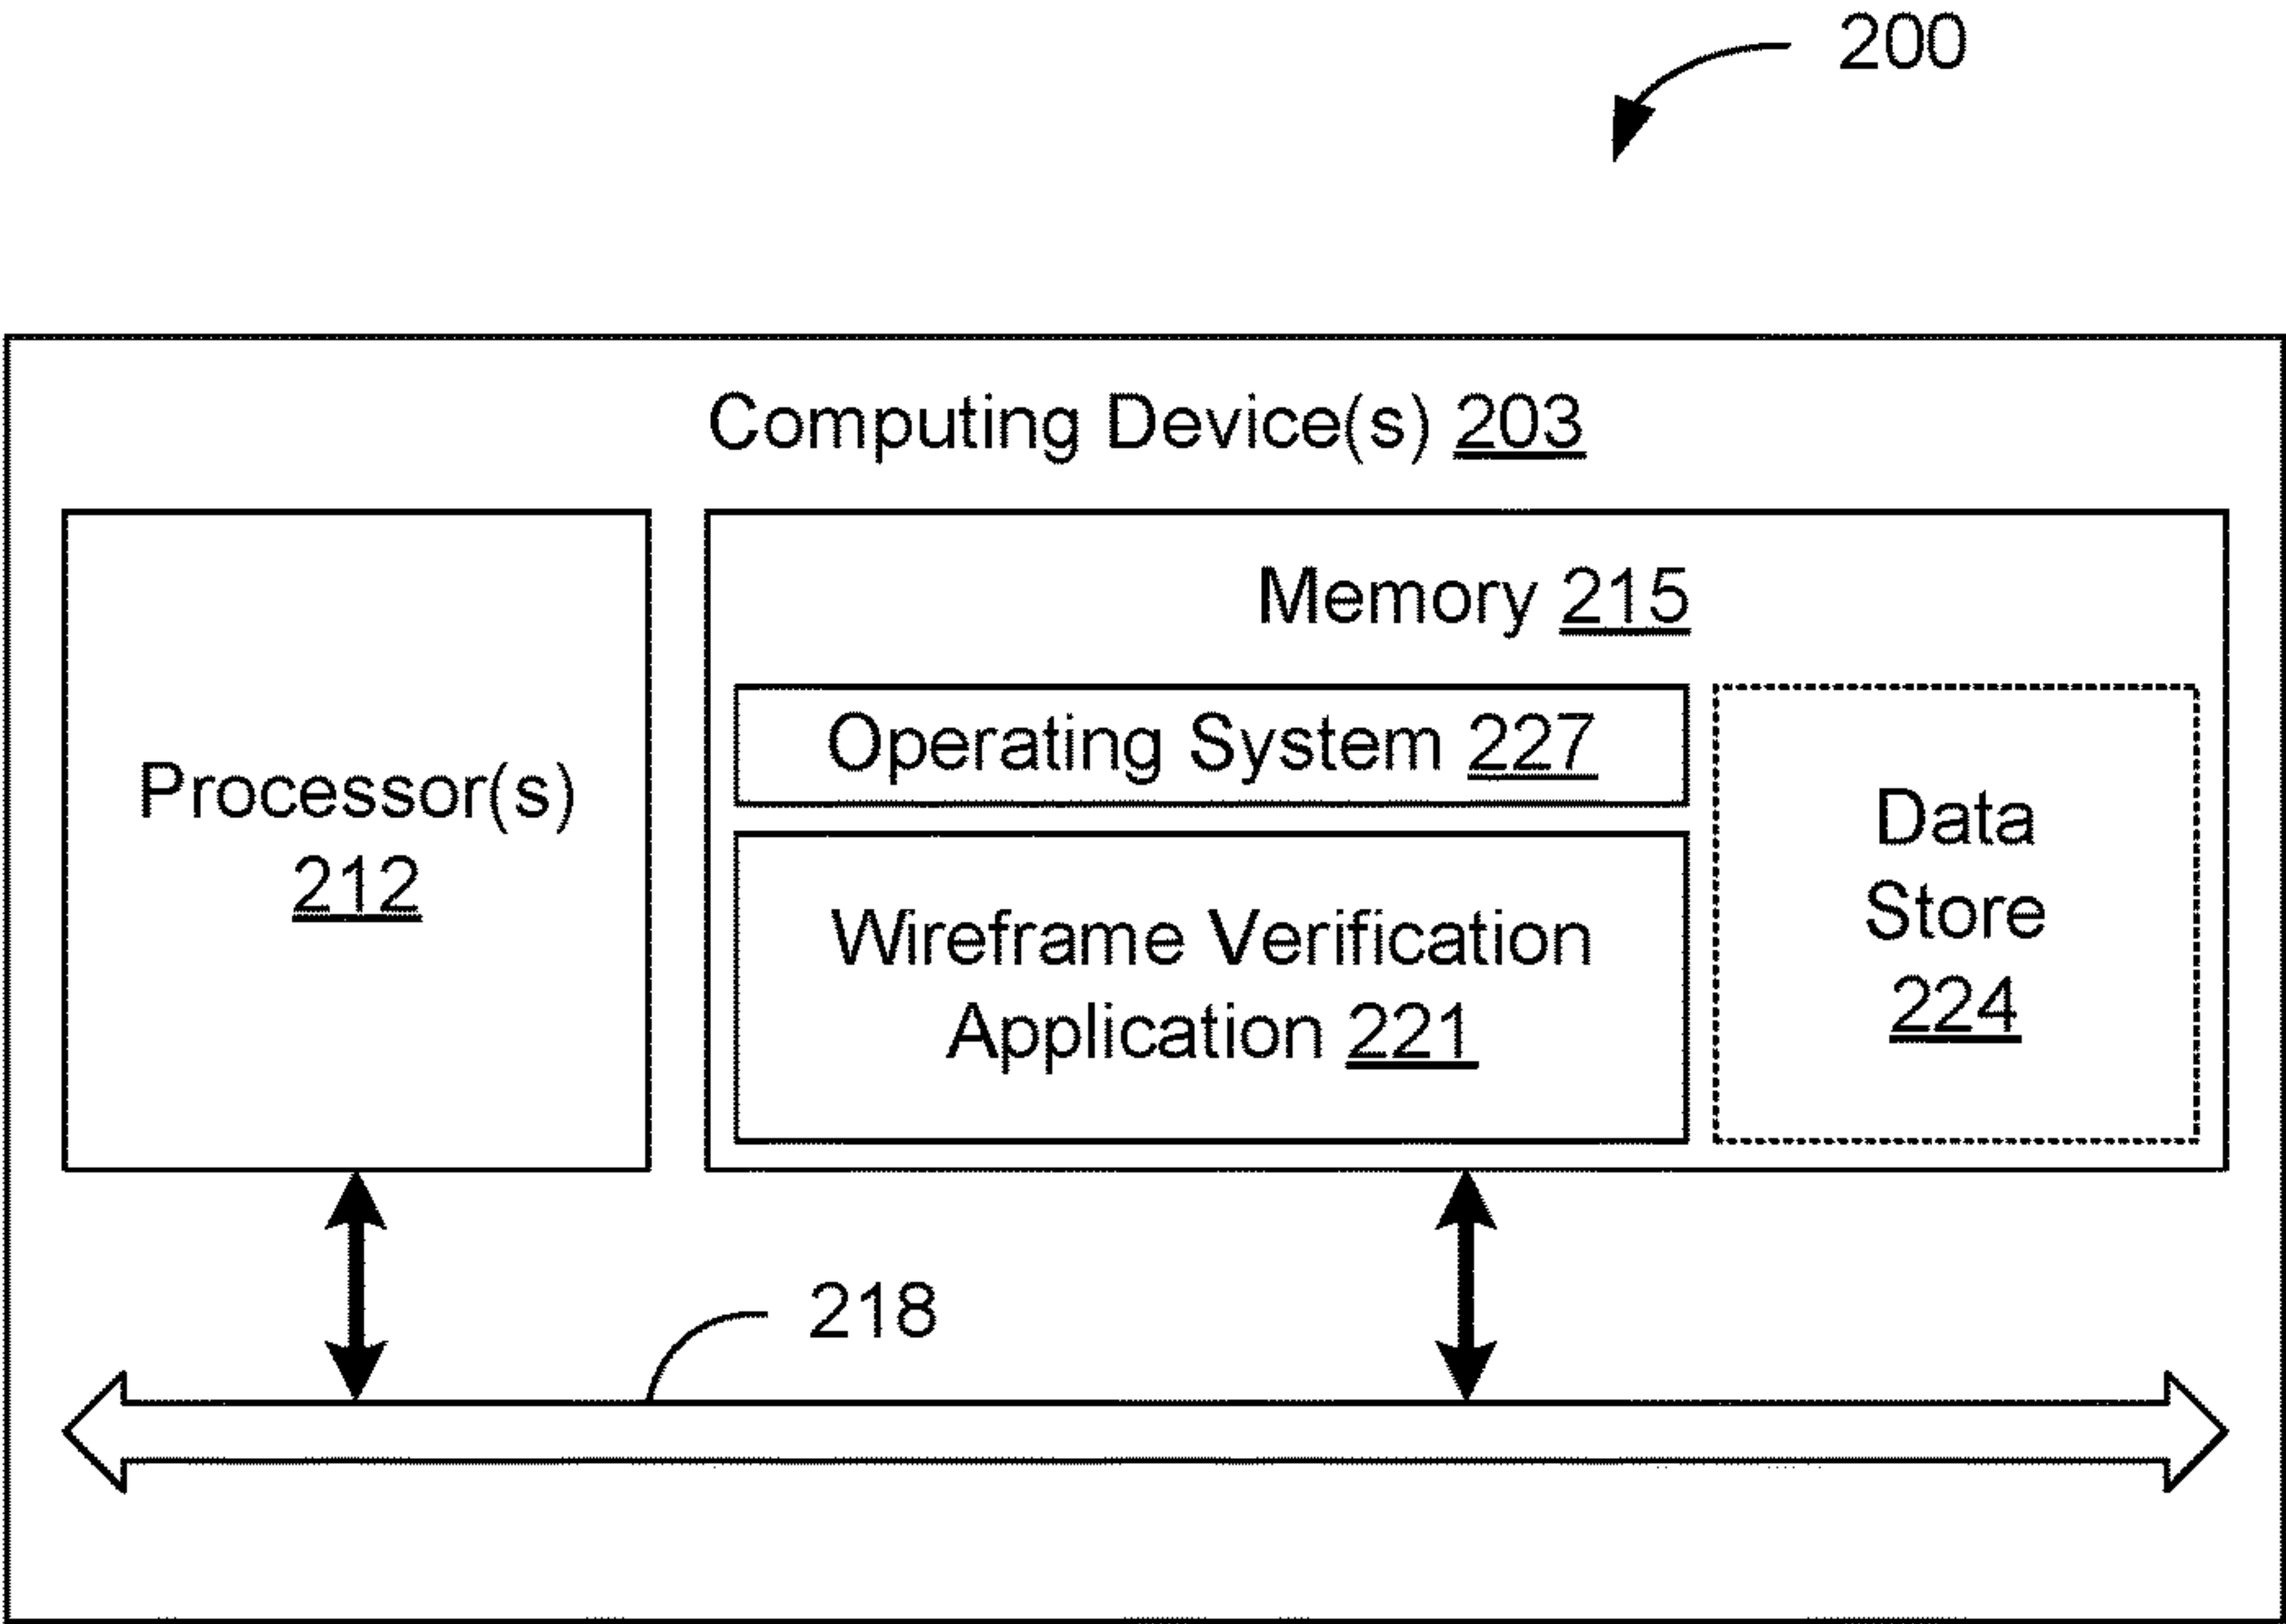 200
Computing Device(s) 203
Memory 215
Operating System 227
Processor(s)
212
Wireframe Verification
Application 221
Data
Store
224
218